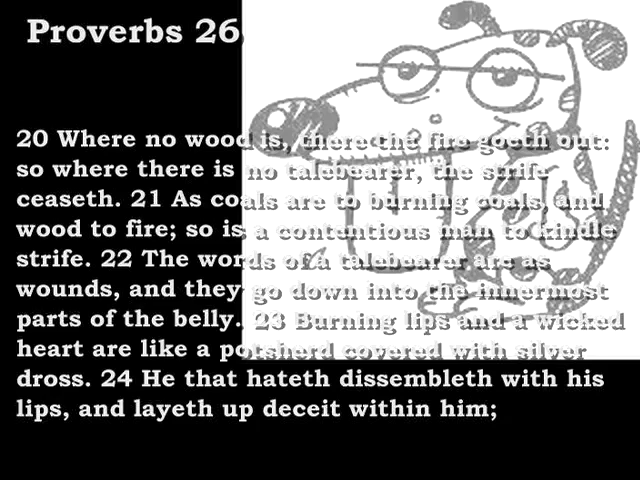 Proverbs 26
20 Where no wood is, there the fire goeth out:
so where there is no talebearer, the strife
ceaseth. 21 As coals are to burning coals, and
wood to fire; so is a contentious man to kindle
strife. 22 The words of a talebearer are as
wounds, and they go down into the innermost
parts of the belly. 23 Burning lips and a wicked
heart are like a potsherd covered with silver
dross. 24 He that hateth dissembleth with his
lips, and layeth up deceit within him;